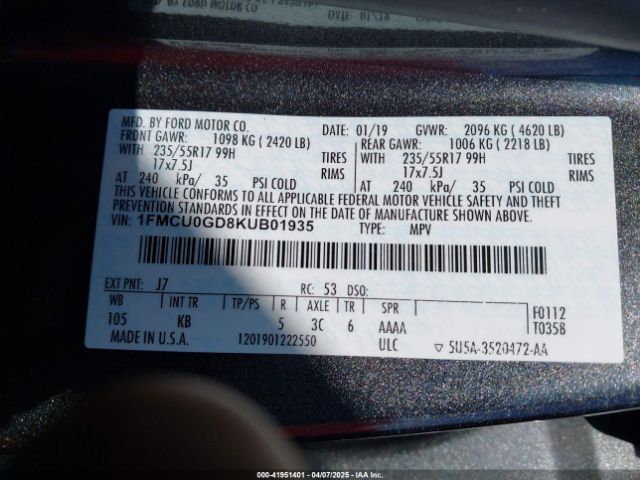 MFD. BY FORD MOTOR CO. 01/19 GVWR: 2096 KG ( 4620 LB)
FRONT GAWR: 1098 KG ( 2420 LB) REAR GAWR: 1006 KG ( 2218 LB)
WITH 235/55R17 99H TIRES WITH 235/55R17 99H TIRES
17x7.5J RIMS 17x7.5J RIMS
AT 240 kPa/ 35 PSI COLD AT 240 kPa/ 35 PSI COLD
THIS VEHICLE CONFORMS TO ALL APPLICABLE FEDERAL MOTOR VEHICLE SAFETY AND THEFT
PREVENTION STANDARDS IN EFFECT ON THE DATE OF MANUFACTURE SHOWN ABOVE.
VIN: 1FMCU0GD8KUB01935 TYPE: MPV
EXT PNT: J7 RC: 53 DSO:
WB INT TR TP/PS R AXLE TR SPR F0112
105 KB 5 3C 6 AAAA T0358
MADE IN U.S.A. 1201901222550 ULC ▽ 5U5A-3520472-AA
000-41951401 - 04/07/2025 - IAA Inc.